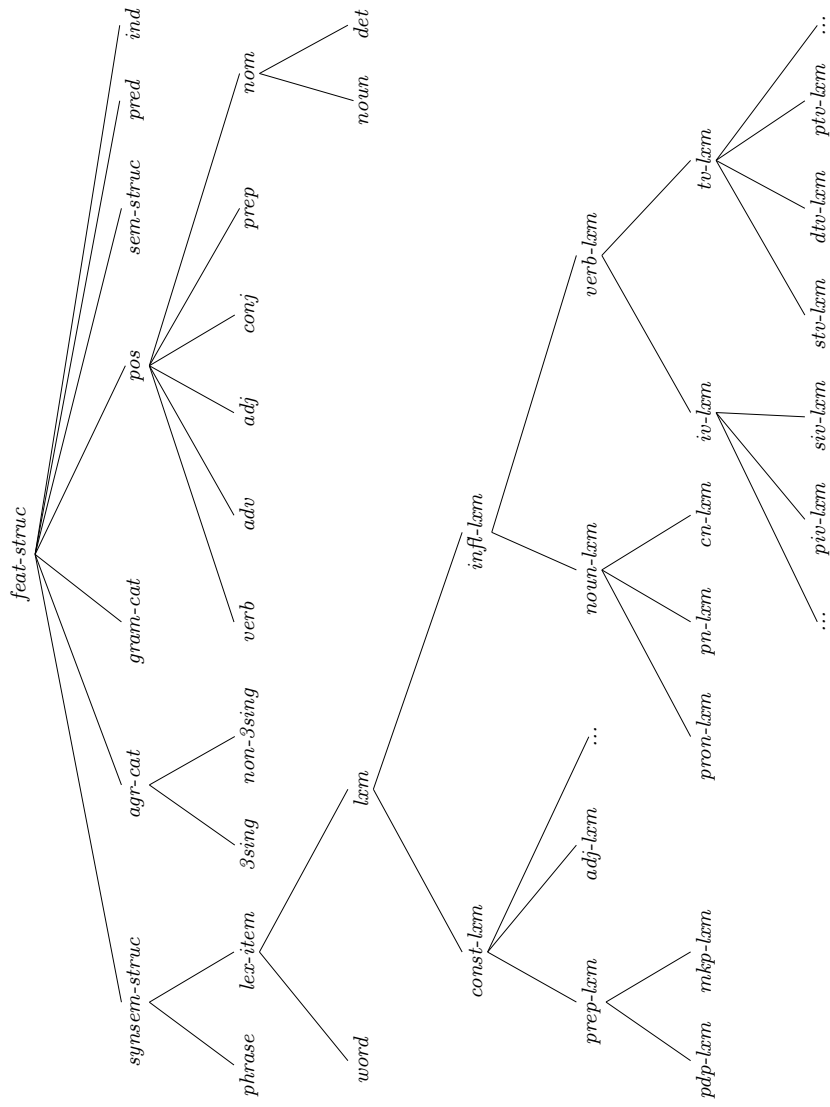 feat-struc
synsem-struc agr-cat gram-cat pos sem-struc pred ind
phrase lex-item 3sing non-3sing verb adv adj conj prep nom
word lxm noun det
const-lxm infl-lxm
prep-lxm adj-lxm ... noun-lxm verb-lxm
pdp-lxm mkp-lxm pron-lxm pn-lxm cn-lxm iv-lxm tv-lxm
... piv-lxm siv-lxm stv-lxm dtv-lxm ptv-lxm ...